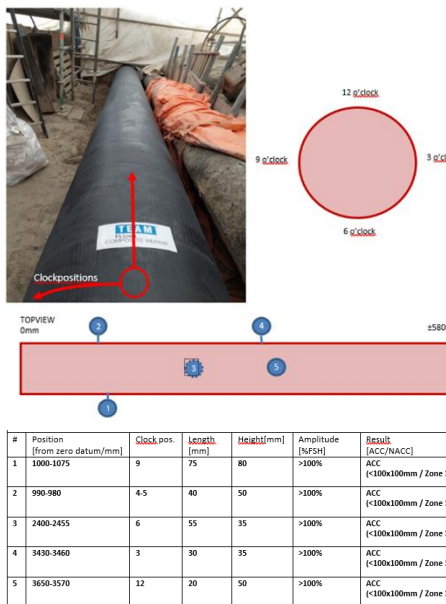 TEAM
COMPOSITE REPAIR
Clockpositions
12 o'clock
9 o'clock
3 o'cl
6 o'clock
TOPVIEW
0mm
±580
2
4
3
5
1
# Position [from zero datum/mm] Clock pos. Length [mm] Height[mm] Amplitude [%FSH] Result [ACC/NACC]
1 1000-1075 9 75 80 >100% ACC (<100x100mm / Zone
2 990-980 4-5 40 50 >100% ACC (<100x100mm / Zone
3 2400-2455 6 55 35 >100% ACC (<100x100mm / Zone
4 3430-3460 3 30 35 >100% ACC (<100x100mm / Zone
5 3650-3570 12 20 50 >100% ACC (<100x100mm / Zone